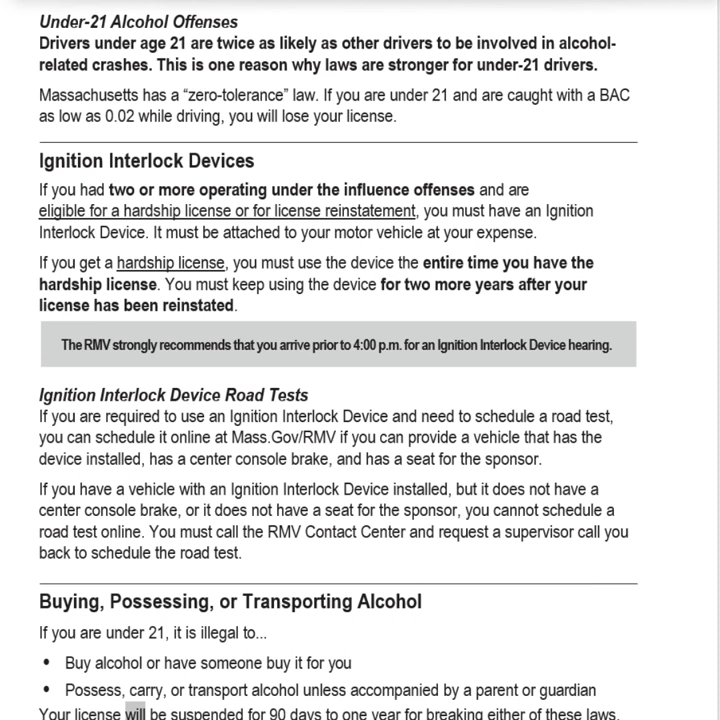 Under-21 Alcohol Offenses
Drivers under age 21 are twice as likely as other drivers to be involved in alcohol-
related crashes. This is one reason why laws are stronger for under-21 drivers.
Massachusetts has a “zero-tolerance” law. If you are under 21 and are caught with a BAC
as low as 0.02 while driving, you will lose your license.
Ignition Interlock Devices
If you had two or more operating under the influence offenses and are
eligible for a hardship license or for license reinstatement, you must have an Ignition
Interlock Device. It must be attached to your motor vehicle at your expense.
If you get a hardship license, you must use the device the entire time you have the
hardship license. You must keep using the device for two more years after your
license has been reinstated.
The RMV strongly recommends that you arrive prior to 4:00 p.m. for an Ignition Interlock Device hearing.
Ignition Interlock Device Road Tests
If you are required to use an Ignition Interlock Device and need to schedule a road test,
you can schedule it online at Mass.Gov/RMV if you can provide a vehicle that has the
device installed, has a center console brake, and has a seat for the sponsor.
If you have a vehicle with an Ignition Interlock Device installed, but it does not have a
center console brake, or it does not have a seat for the sponsor, you cannot schedule a
road test online. You must call the RMV Contact Center and request a supervisor call you
back to schedule the road test.
Buying, Possessing, or Transporting Alcohol
If you are under 21, it is illegal to...
• Buy alcohol or have someone buy it for you
• Possess, carry, or transport alcohol unless accompanied by a parent or guardian
Your license will be suspended for 90 days to one year for breaking either of these laws.